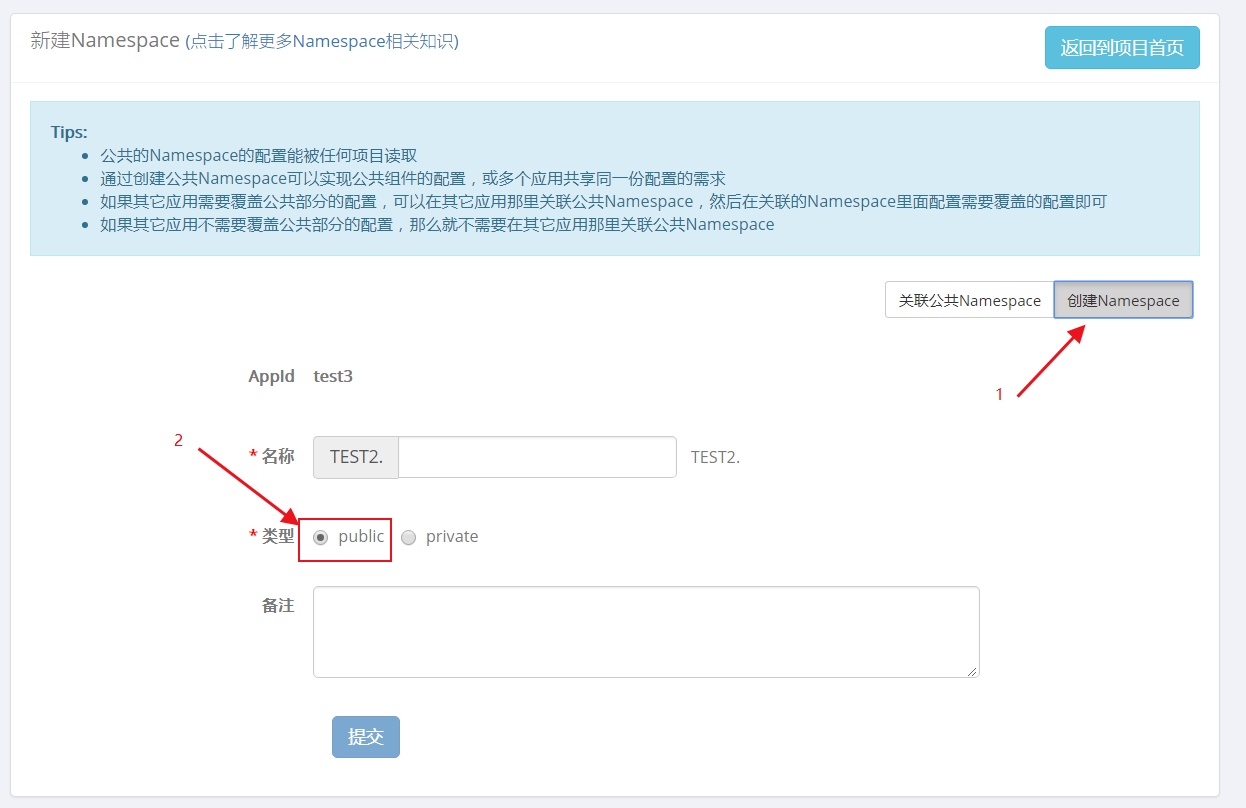 新建Namespace (点击了解更多Namespace相关知识)
返回到项目首页
Tips:
公共的Namespace的配置能被任何项目读取
通过创建公共Namespace可以实现公共组件的配置，或多个应用共享同一份配置的需求
如果其它应用需要覆盖公共部分的配置，可以在其它应用那里关联公共Namespace，然后在关联的Namespace里面配置需要覆盖的配置即可
如果其它应用不需要覆盖公共部分的配置，那么就不需要在其它应用那里关联公共Namespace
关联公共Namespace 创建Namespace
AppId test3
1
2
* 名称 TEST2. TEST2.
* 类型 public private
备注
提交